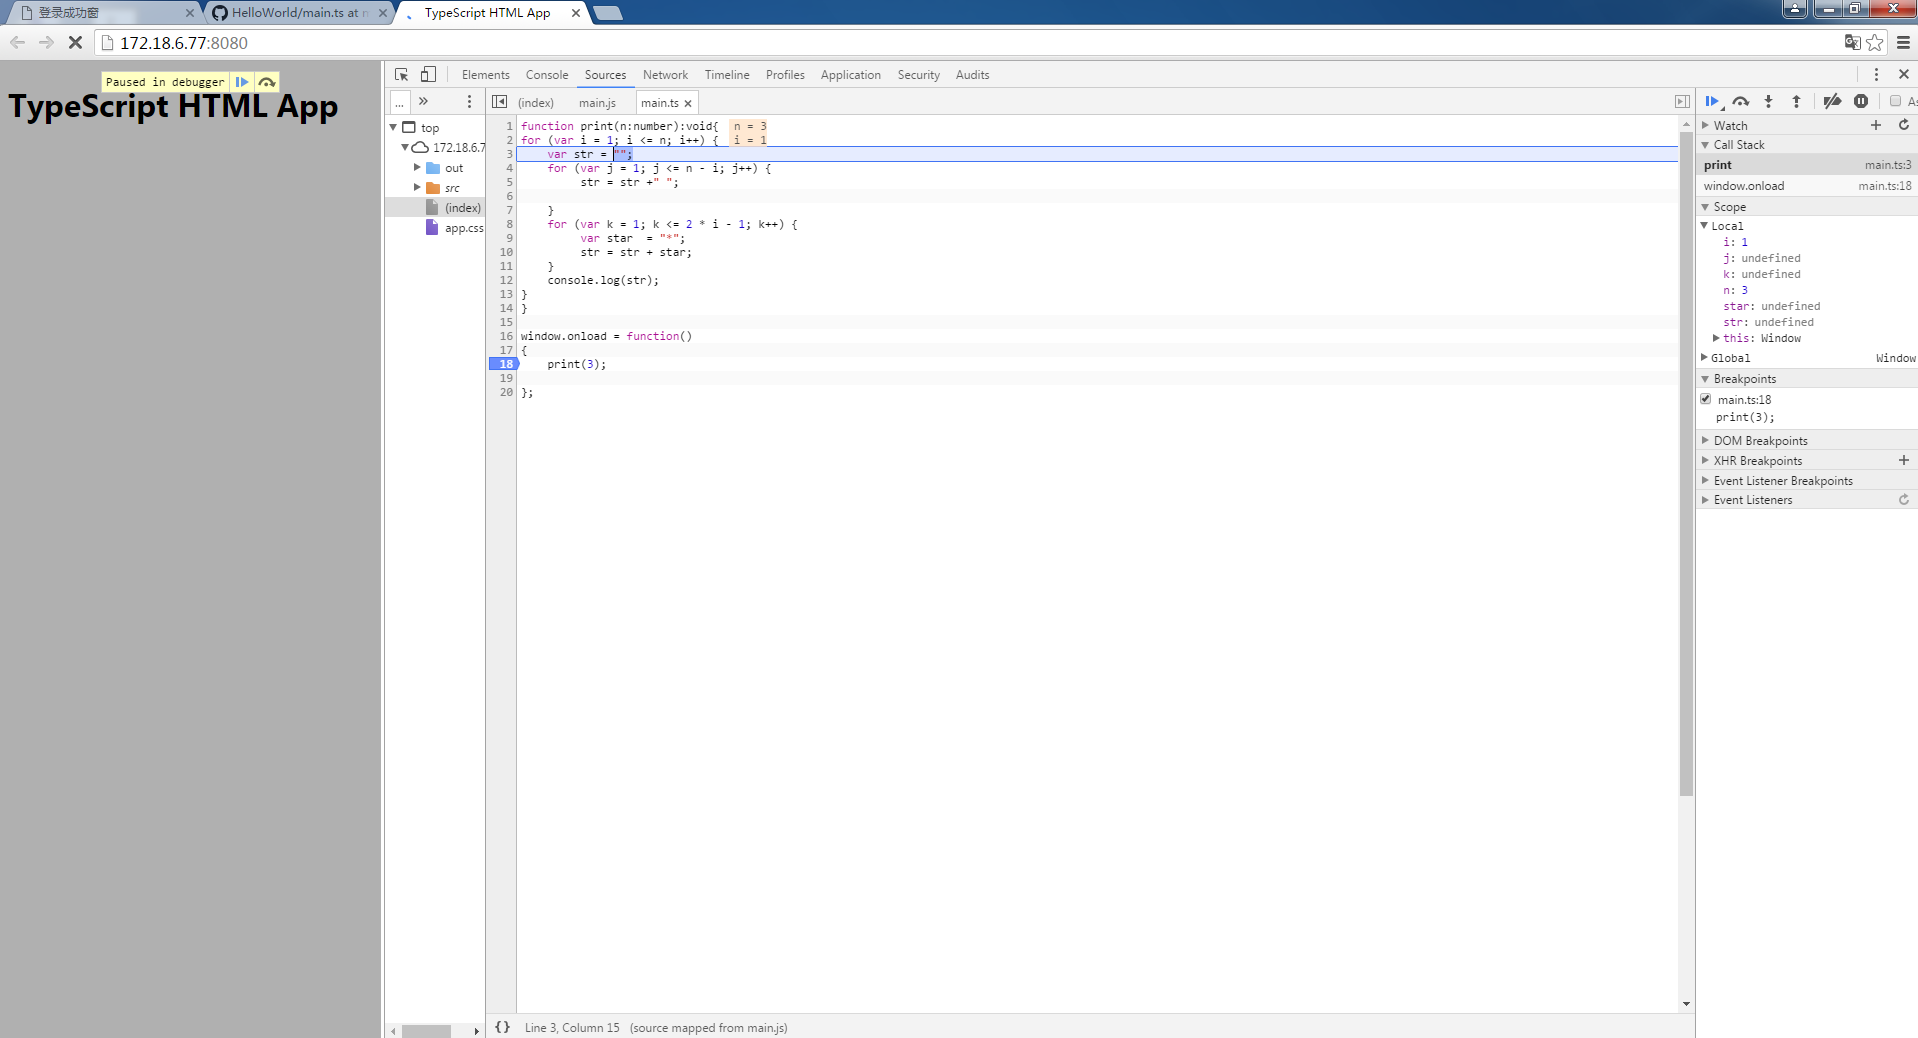 登录成功窗
HelloWorld/main.ts at
TypeScript HTML App
172.18.6.77:8080
Paused in debugger
TypeScript HTML App
Elements Console Sources Network Timeline Profiles Application Security Audits
...
(index) main.js main.ts
top
172.18.6.7
out
src
(index)
app.css
1 function print(n:number):void{ n = 3
2 for (var i = 1; i <= n; i++) { i = 1
3 var str = "";
4 for (var j = 1; j <= n - i; j++) {
5 str = str +" ";
6
7 }
8 for (var k = 1; k <= 2 * i - 1; k++) {
9 var star  = "*";
10 str = str + star;
11 }
12 console.log(str);
13 }
14 }
15
16 window.onload = function()
17 {
18 print(3);
19
20 };
{} Line 3, Column 15 (source mapped from main.js)
As
Watch
Call Stack
print main.ts:3
window.onload main.ts:18
Scope
Local
i: 1
j: undefined
k: undefined
n: 3
star: undefined
str: undefined
this: Window
Global Window
Breakpoints
main.ts:18
print(3);
DOM Breakpoints
XHR Breakpoints
Event Listener Breakpoints
Event Listeners